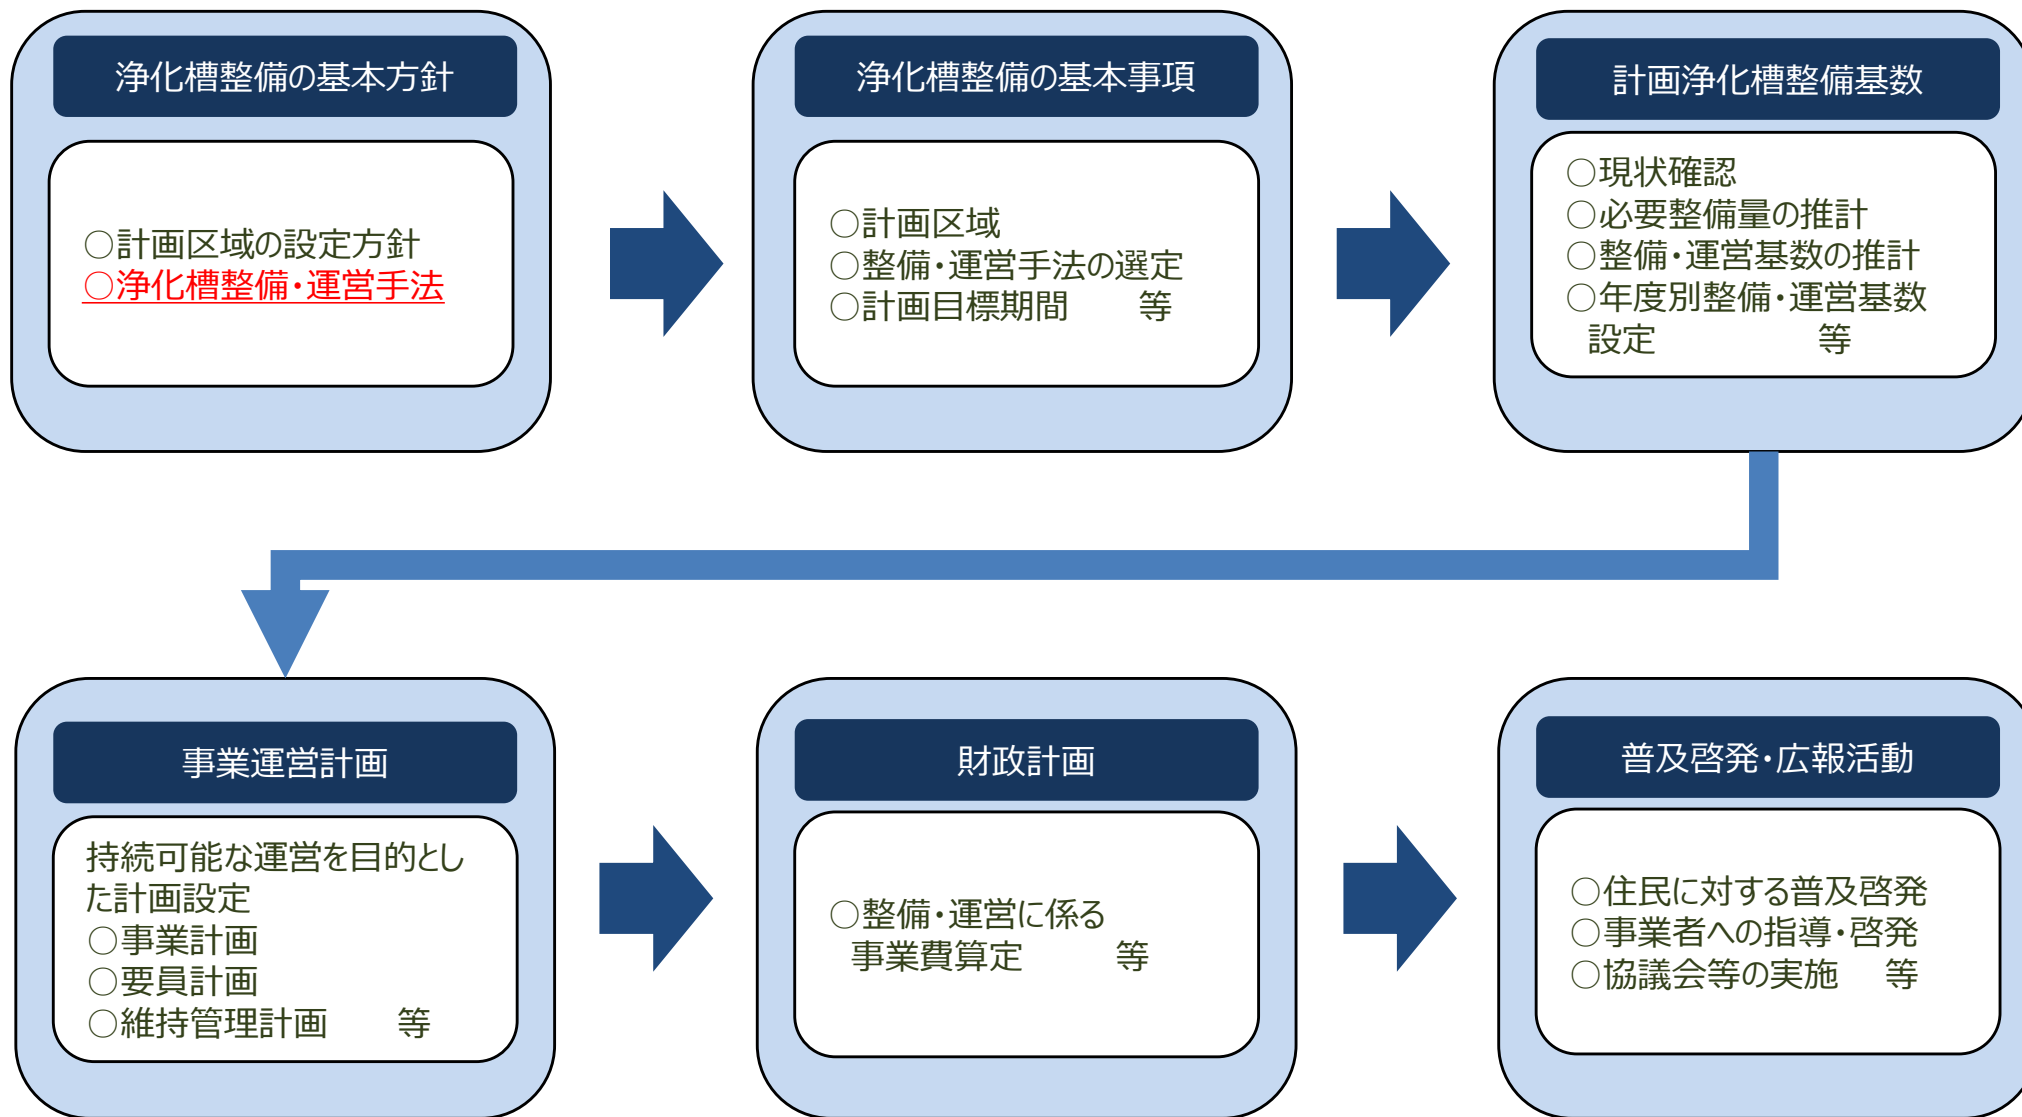 浄化槽整備の基本方針
○計画区域の設定方針
○浄化槽整備・運営手法
浄化槽整備の基本事項
○計画区域
○整備・運営手法の選定
○計画目標期間　　等
計画浄化槽整備基数
○現状確認
○必要整備量の推計
○整備・運営基数の推計
○年度別整備・運営基数
設定　　　　　等
事業運営計画
持続可能な運営を目的とし
た計画設定
○事業計画
○要員計画
○維持管理計画　　等
財政計画
○整備・運営に係る
事業費算定　　　等
普及啓発・広報活動
○住民に対する普及啓発
○事業者への指導・啓発
○協議会等の実施　等